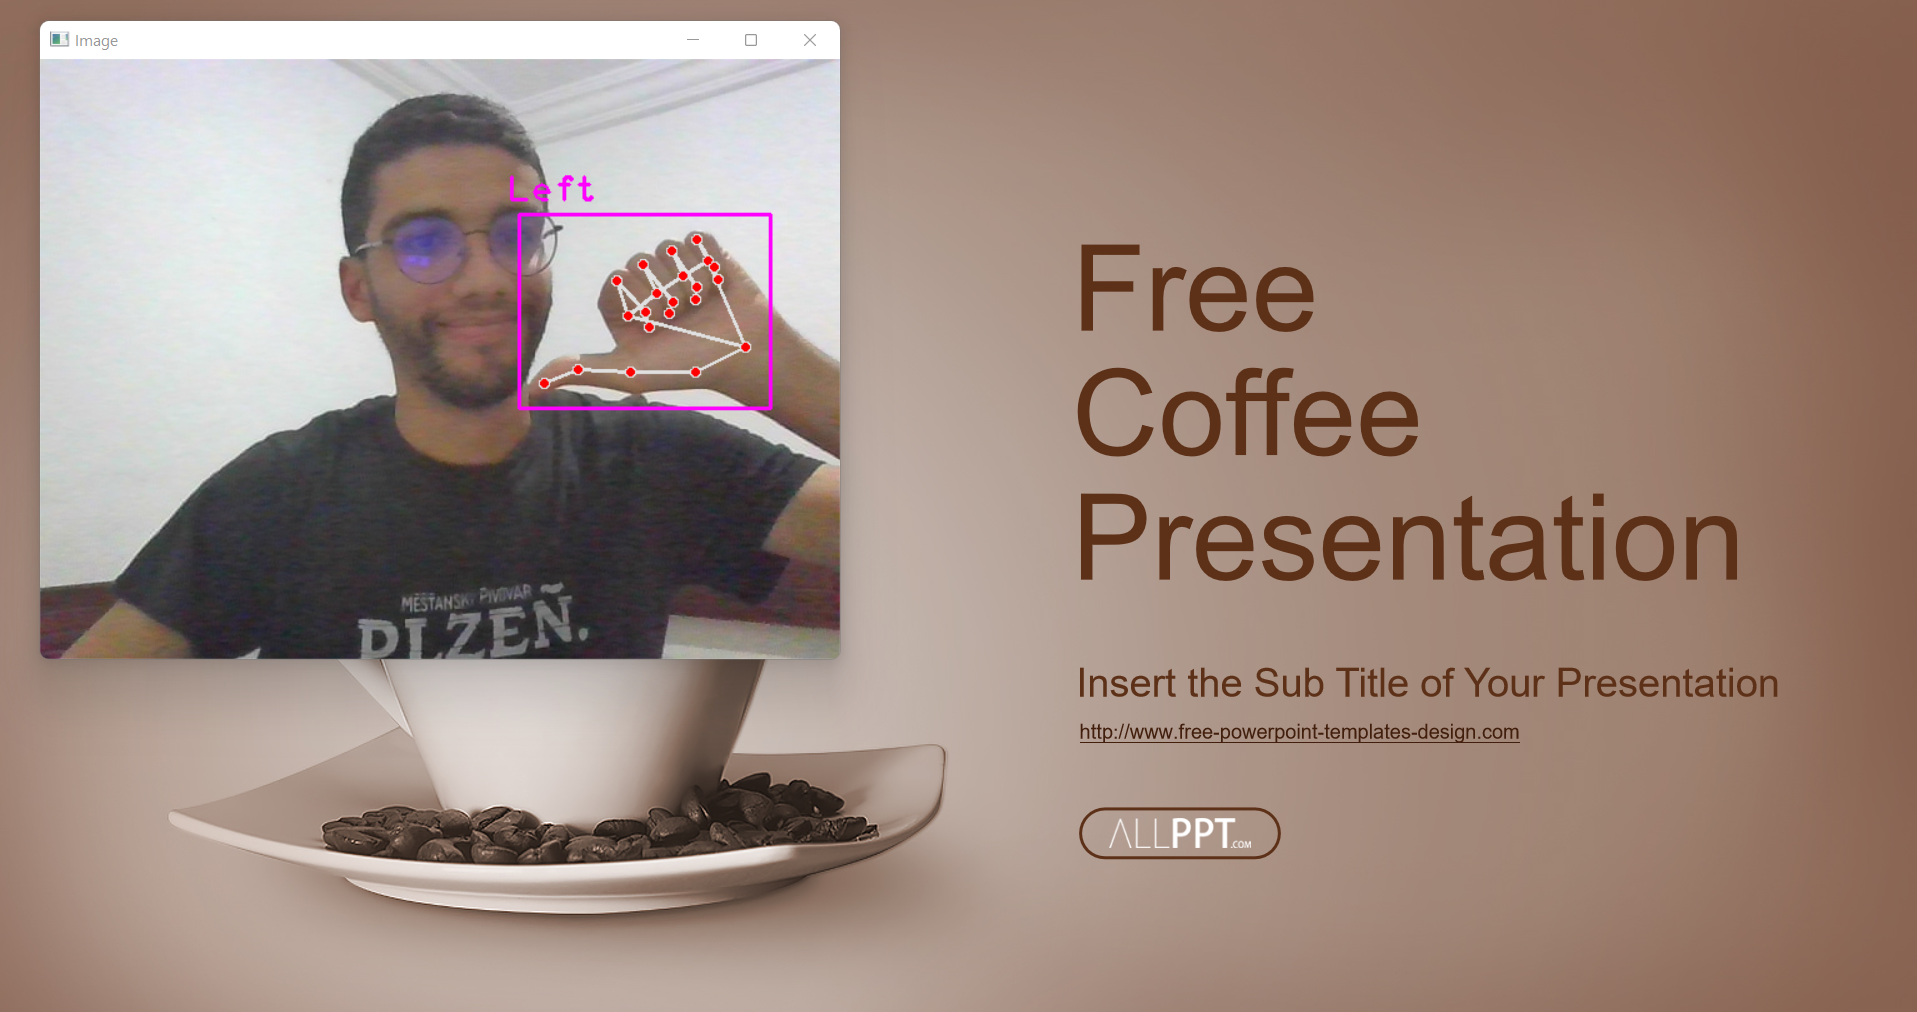 Image
Left
MĚŠŤANSKÝ PIVOVAR
PLZEŇ.
Free
Coffee
Presentation
Insert the Sub Title of Your Presentation
http://www.free-powerpoint-templates-design.com
ALLPPT.COM